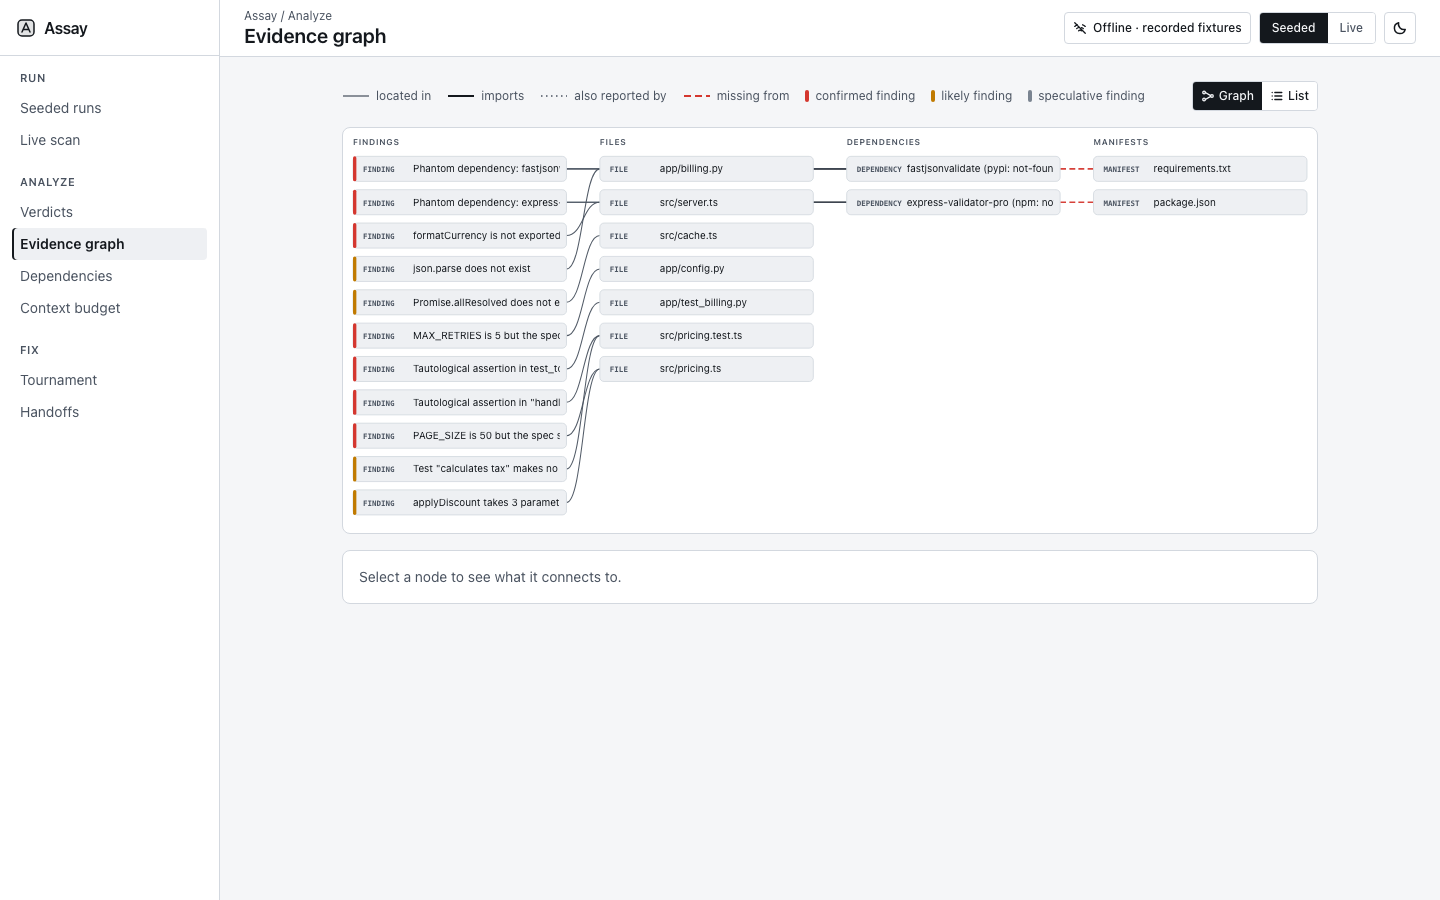 Assay
RUN
Seeded runs
Live scan
ANALYZE
Verdicts
Evidence graph
Dependencies
Context budget
FIX
Tournament
Handoffs
Assay / Analyze
Evidence graph
Offline · recorded fixtures
Seeded
Live
located in
imports
also reported by
missing from
confirmed finding
likely finding
speculative finding
Graph
List
FINDINGS
FILES
DEPENDENCIES
MANIFESTS
FINDING Phantom dependency: fastjson
FILE app/billing.py
DEPENDENCY fastjsonvalidate (pypi: not-foun
MANIFEST requirements.txt
FINDING Phantom dependency: express-
FILE src/server.ts
DEPENDENCY express-validator-pro (npm: no
MANIFEST package.json
FINDING formatCurrency is not exported
FILE src/cache.ts
FINDING json.parse does not exist
FILE app/config.py
FINDING Promise.allResolved does not e
FILE app/test_billing.py
FINDING MAX_RETRIES is 5 but the spec
FILE src/pricing.test.ts
FINDING Tautological assertion in test_to
FILE src/pricing.ts
FINDING Tautological assertion in "handl
FINDING PAGE_SIZE is 50 but the spec s
FINDING Test "calculates tax" makes no
FINDING applyDiscount takes 3 paramet
Select a node to see what it connects to.